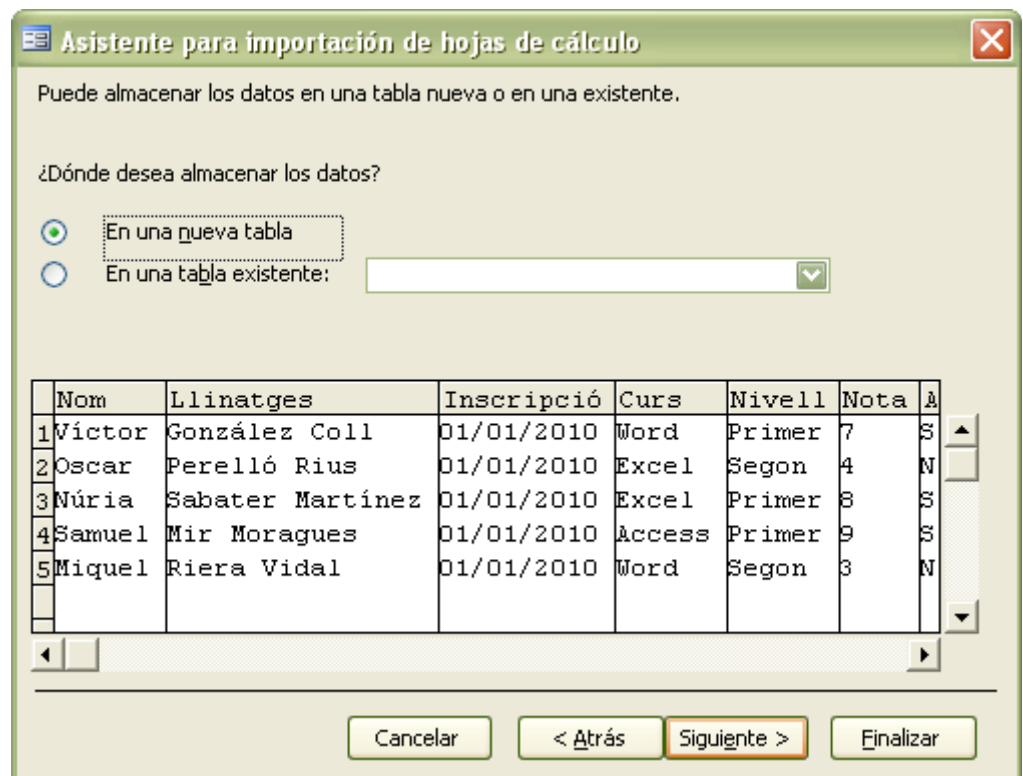 Asistente para importación de hojas de cálculo
Puede almacenar los datos en una tabla nueva o en una existente.
¿Dónde desea almacenar los datos?
En una nueva tabla
En una tabla existente:
Nom Llinatges Inscripció Curs Nivell Nota A
1 Víctor González Coll 01/01/2010 Word Primer 7 S
2 Oscar Perelló Rius 01/01/2010 Excel Segon 4 N
3 Núria Sabater Martínez 01/01/2010 Excel Primer 8 S
4 Samuel Mir Moragues 01/01/2010 Access Primer 9 S
5 Miquel Riera Vidal 01/01/2010 Word Segon 3 N
Cancelar < Atrás Siguiente > Finalizar